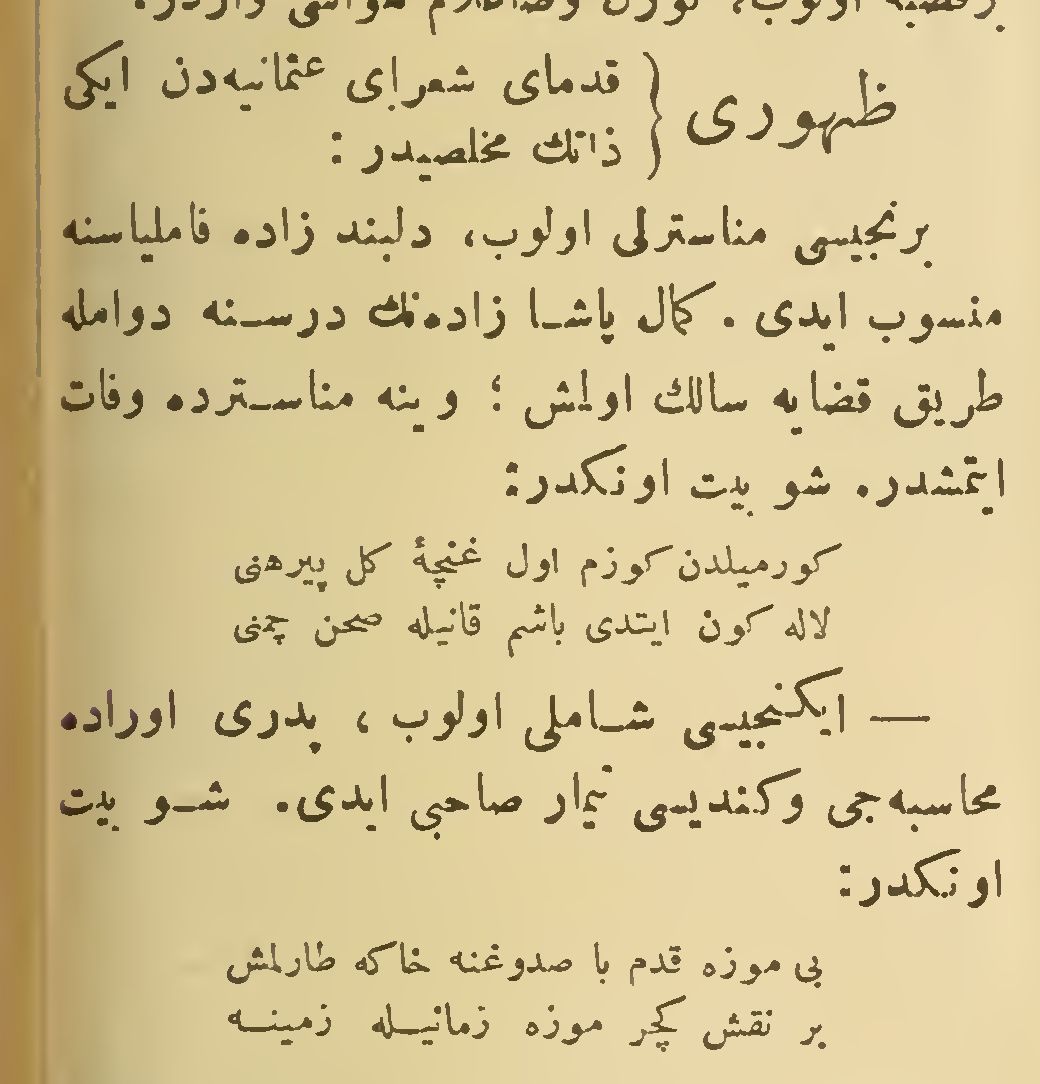 ظهوری { قدمای شعرای عثمانیه‌دن ایکی
ذاتك مخلصیدر :
برنجیسی مناسترلی اولوب، دلبند زاده فاملیاسنه
منسوب ایدی . کمال پاشا زاده‌نك درسنه دوامله
طریق قضایه سالك اولمش ؛ وینه مناسترده وفات
ایتمشدر. شو بیت اونکدر:
کورمیلدن کوزم اول غنچهٔ کل پیرهنی
لاله کون ایتدی باشم قانیله صحن چمنی
— ایکنجیسی شاملی اولوب ، پدری اوراده
محاسبه‌جی وکندیسی تیمار صاحبی ایدی. شو بیت
اونکدر:
بی موزه قدم با صدوغنه خاکه طارلمش
بر نقش کچر موزه زمانیله زمینه